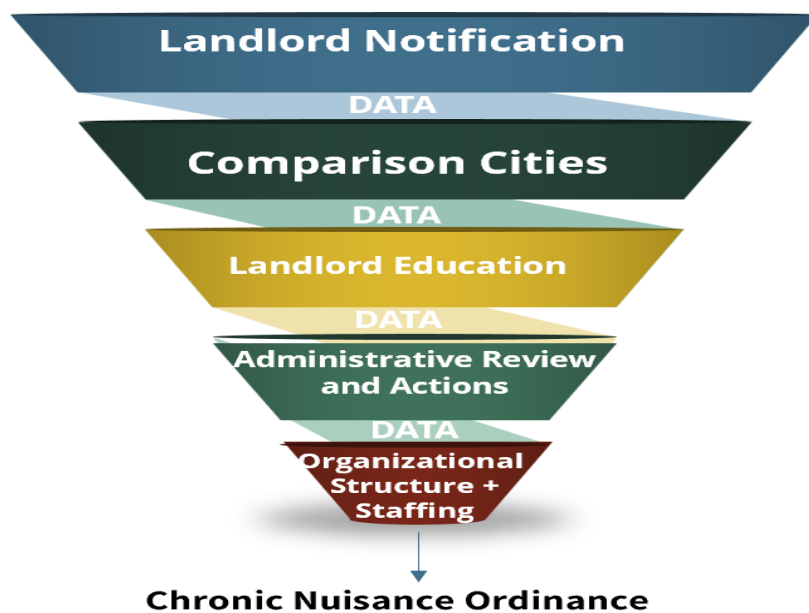 Landlord Notification
DATA
Comparison Cities
DATA
Landlord Education
DATA
Administrative Review
and Actions
DATA
Organizational
Structure +
Staffing
Chronic Nuisance Ordinance